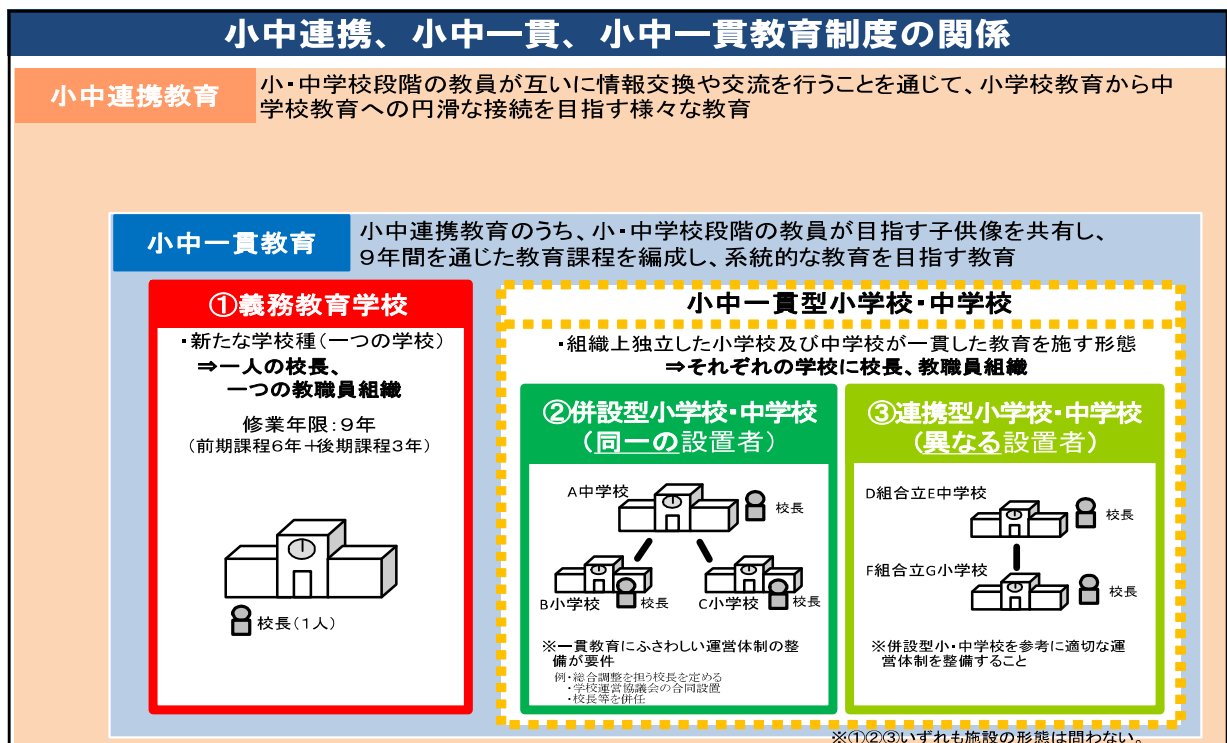 小中連携、小中一貫、小中一貫教育制度の関係
小中連携教育
小・中学校段階の教員が互いに情報交換や交流を行うことを通じて、小学校教育から中
学校教育への円滑な接続を目指す様々な教育
小中一貫教育
小中連携教育のうち、小・中学校段階の教員が目指す子供像を共有し、
９年間を通じた教育課程を編成し、系統的な教育を目指す教育
①義務教育学校
・新たな学校種（一つの学校）
⇒一人の校長、
一つの教職員組織
修業年限：９年
（前期課程６年＋後期課程３年）
校長（１人）
小中一貫型小学校・中学校
・組織上独立した小学校及び中学校が一貫した教育を施す形態
⇒それぞれの学校に校長、教職員組織
②併設型小学校・中学校
（同一の設置者）
A中学校
校長
B小学校
校長
C小学校
校長
※一貫教育にふさわしい運営体制の整
備が要件
例・総合調整を担う校長を定める
・学校運営協議会の合同設置
・校長等を併任
③連携型小学校・中学校
（異なる設置者）
D組合立E中学校
校長
F組合立G小学校
校長
※併設型小・中学校を参考に適切な運
営体制を整備すること
※①②③いずれも施設の形態は問わない。